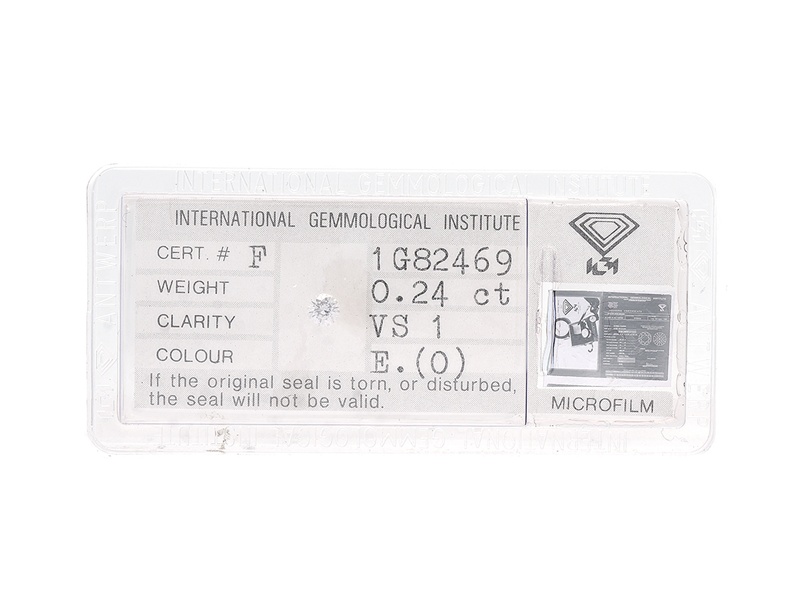 INTERNATIONAL GEMMOLOGICAL INSTITUTE
INTERNATIONAL GEMMOLOGICAL INSTITUTE
CERT. # F 1G82469
WEIGHT 0.24 ct
CLARITY VS 1
COLOUR E.(O)
If the original seal is torn, or disturbed,
the seal will not be valid.
IGI
MICROFILM
ANTWERP